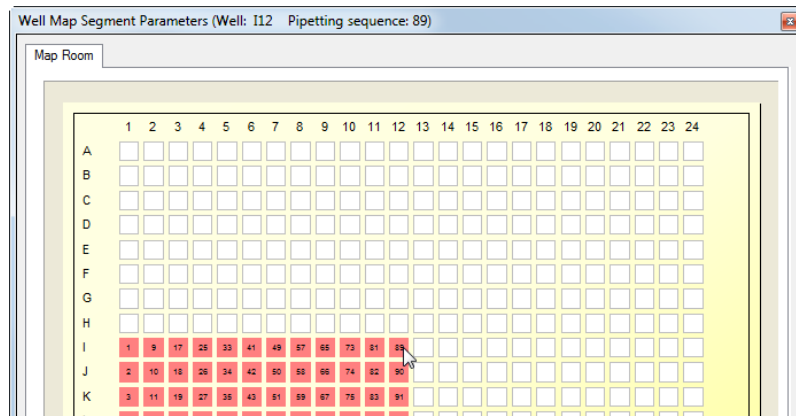 Well Map Segment Parameters (Well: I12 Pipetting sequence: 89)
Map Room
1 2 3 4 5 6 7 8 9 10 11 12 13 14 15 16 17 18 19 20 21 22 23 24
A
B
C
D
E
F
G
H
I 1 9 17 25 33 41 49 57 65 73 81 89
J 2 10 18 26 34 42 50 58 66 74 82 90
K 3 11 19 27 35 43 51 59 67 75 83 91